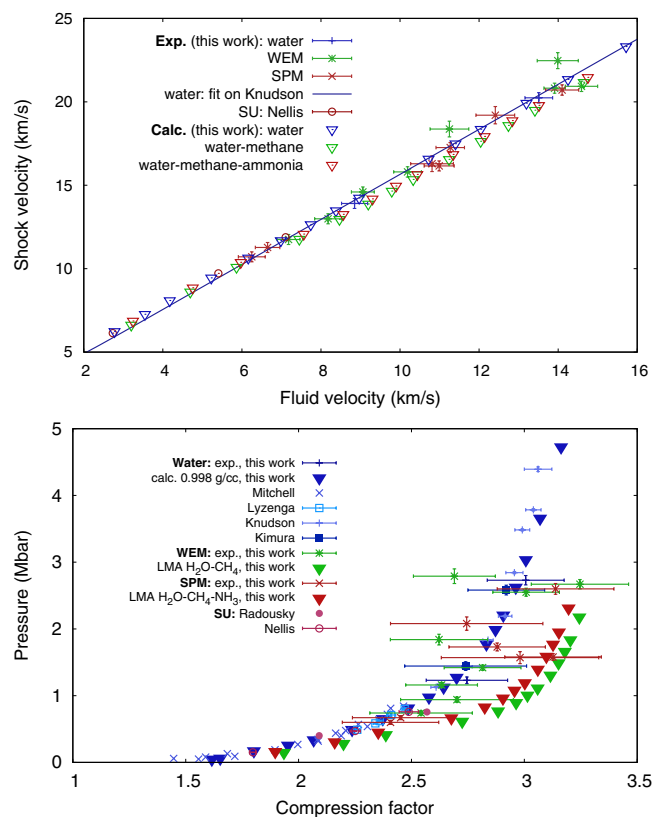 25
20
15
10
5
Shock velocity (km/s)
Exp. (this work): water
WEM
SPM
water: fit on Knudson
SU: Nellis
Calc. (this work): water
water-methane
water-methane-ammonia
2 4 6 8 10 12 14 16
Fluid velocity (km/s)
5
4
3
2
1
0
Pressure (Mbar)
Water: exp., this work
calc. 0.998 g/cc, this work
Mitchell
Lyzenga
Knudson
Kimura
WEM: exp., this work
LMA H₂O-CH₄, this work
SPM: exp., this work
LMA H₂O-CH₄-NH₃, this work
SU: Radousky
Nellis
1 1.5 2 2.5 3 3.5
Compression factor